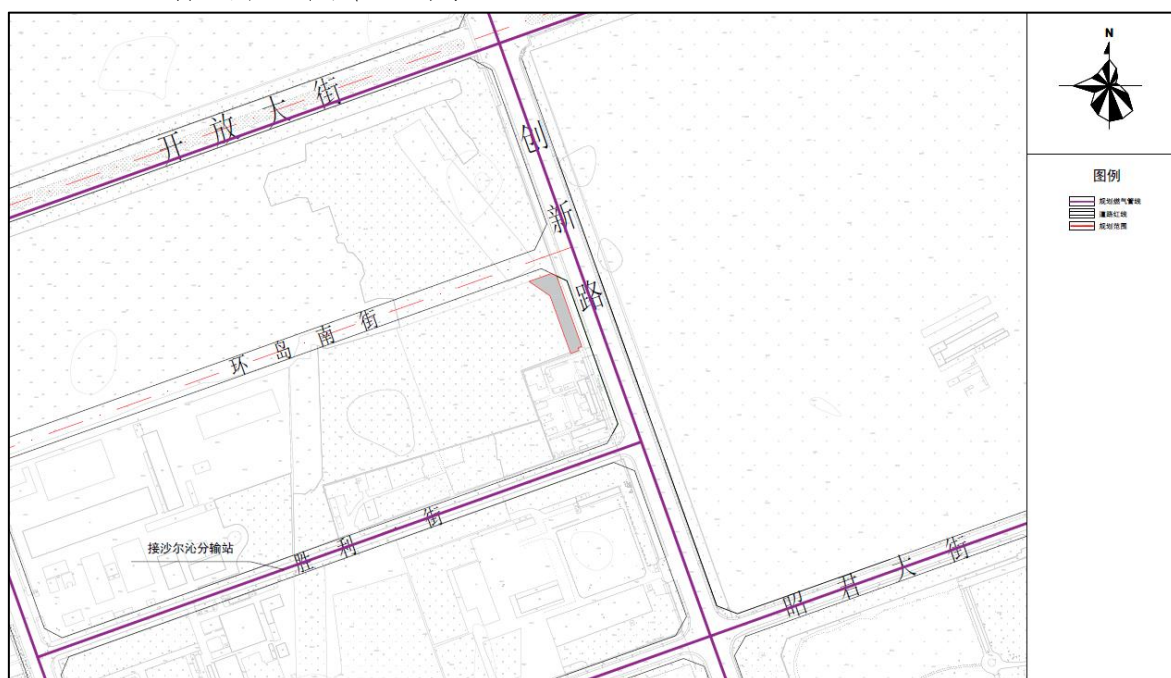 N
图例
规划燃气管线
道路红线
规划范围
开放大街
创新路
环岛南街
接沙尔沁分输站
胜利街
昭君大街